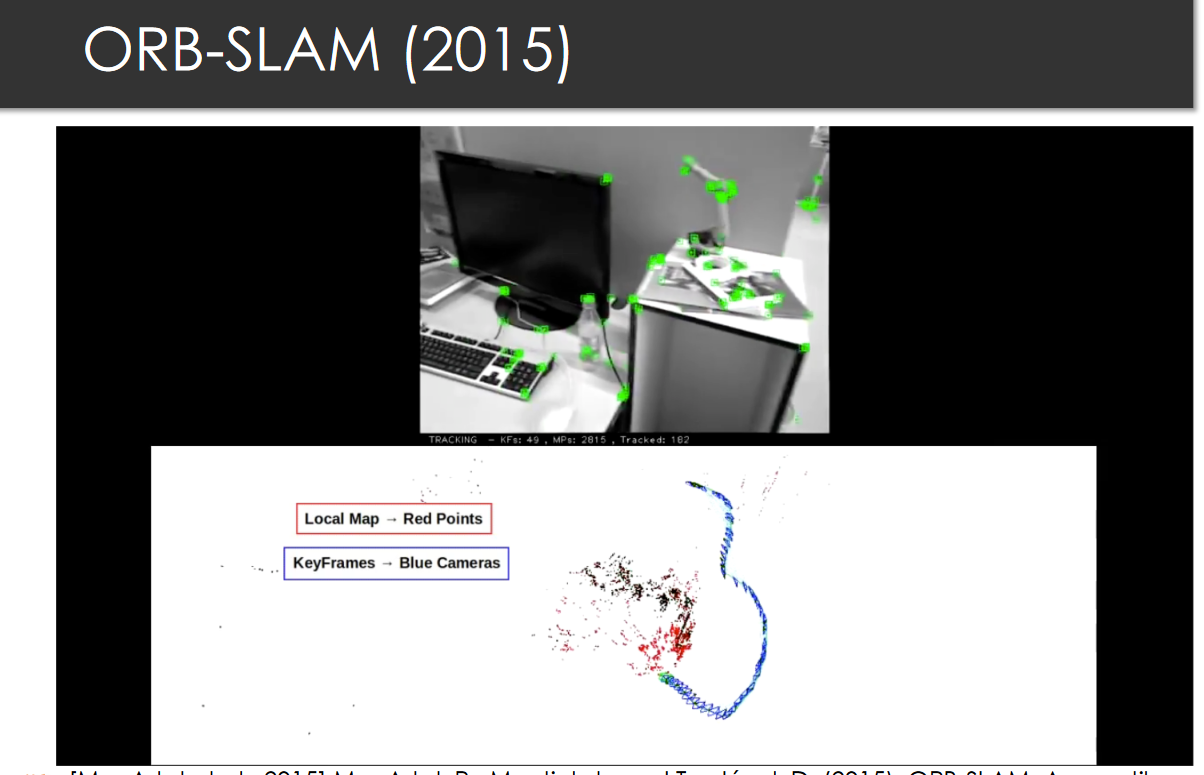 ORB-SLAM (2015)
TRACKING - KFs: 49 , MPs: 2815 , Tracked: 182
Local Map → Red Points
KeyFrames → Blue Cameras